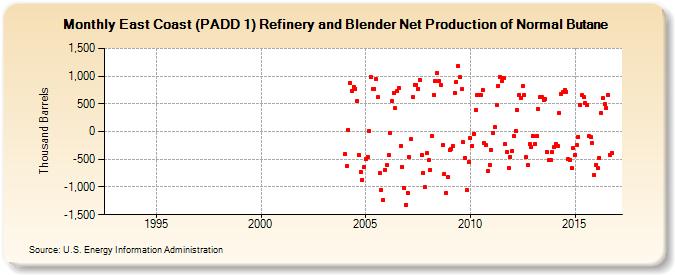 Monthly East Coast (PADD 1) Refinery and Blender Net Production of Normal Butane
Thousand Barrels
1,500
1,000
500
0
-500
-1,000
-1,500
1995 2000 2005 2010 2015
Source: U.S. Energy Information Administration